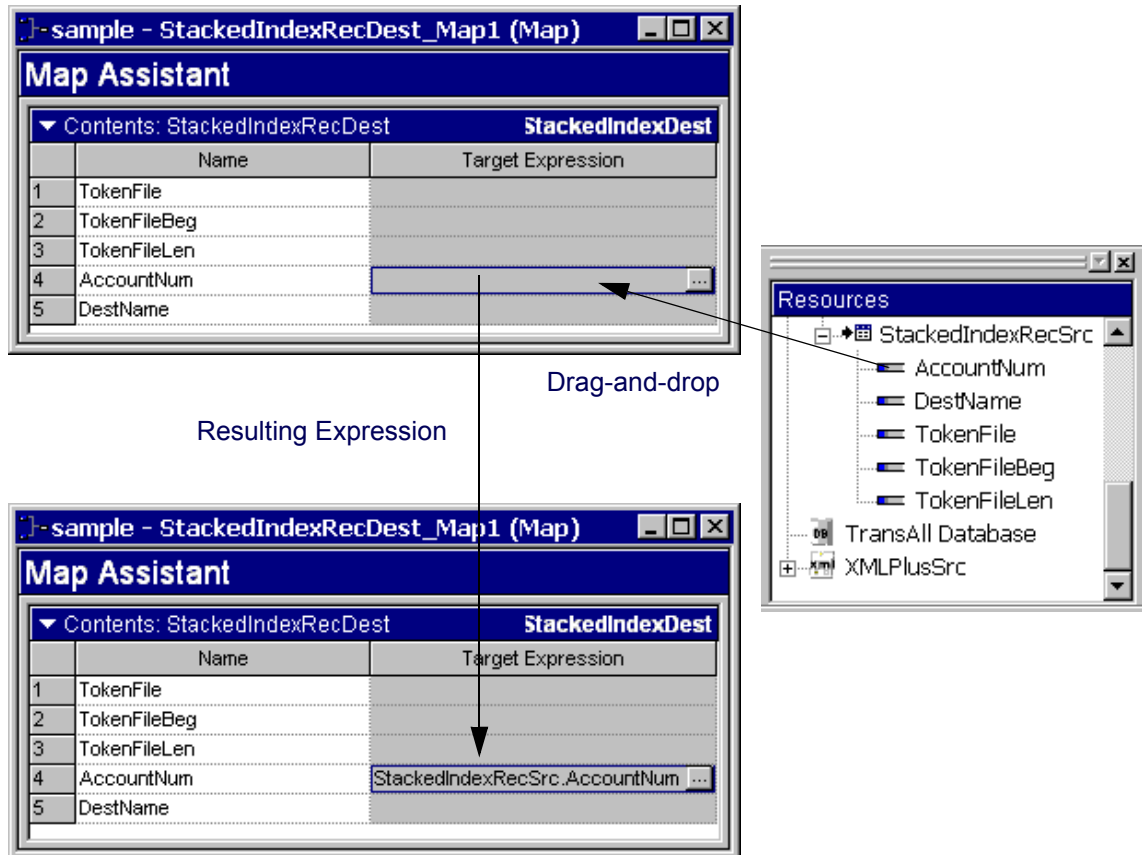 sample - StackedIndexRecDest_Map1 (Map)
Map Assistant
Contents: StackedIndexRecDest StackedIndexDest
Name Target Expression
1 TokenFile
2 TokenFileBeg
3 TokenFileLen
4 AccountNum ...
5 DestName
Resources
StackedIndexRecSrc
AccountNum
DestName
TokenFile
TokenFileBeg
TokenFileLen
DB TransAll Database
xml XMLPlusSrc
Drag-and-drop
Resulting Expression
sample - StackedIndexRecDest_Map1 (Map)
Map Assistant
Contents: StackedIndexRecDest StackedIndexDest
Name Target Expression
1 TokenFile
2 TokenFileBeg
3 TokenFileLen
4 AccountNum StackedIndexRecSrc.AccountNum ...
5 DestName